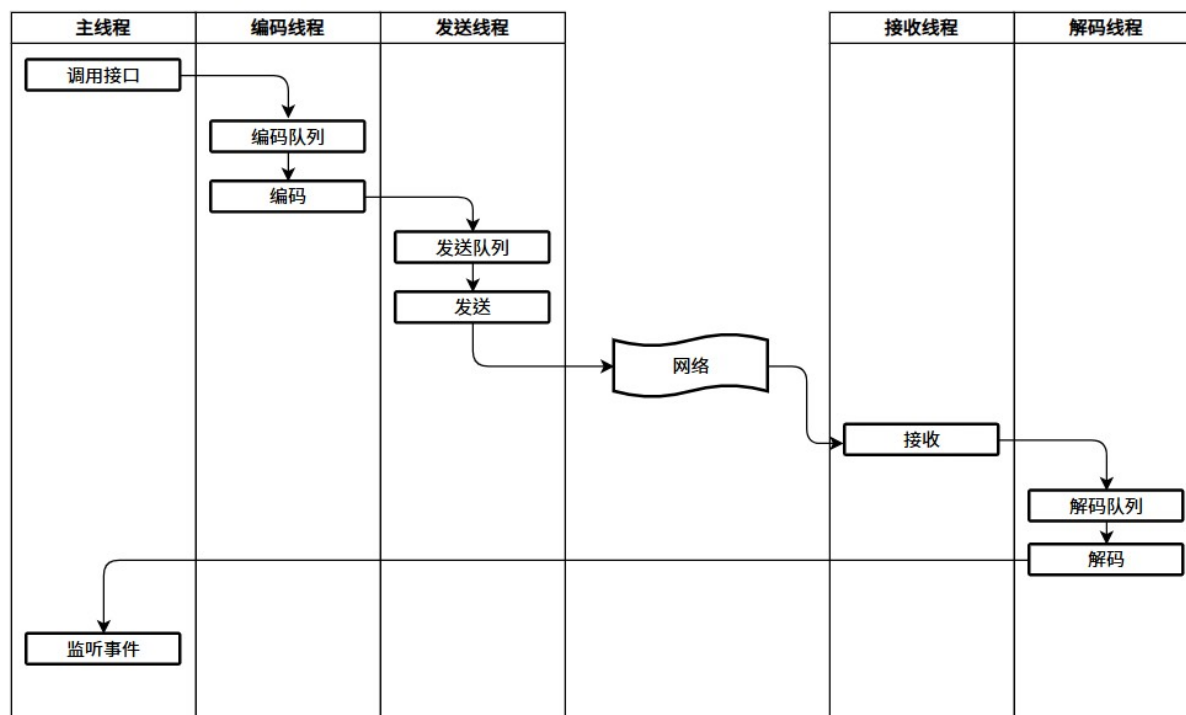 主线程
编码线程
发送线程
接收线程
解码线程
调用接口
编码队列
编码
发送队列
发送
网络
接收
解码队列
解码
监听事件